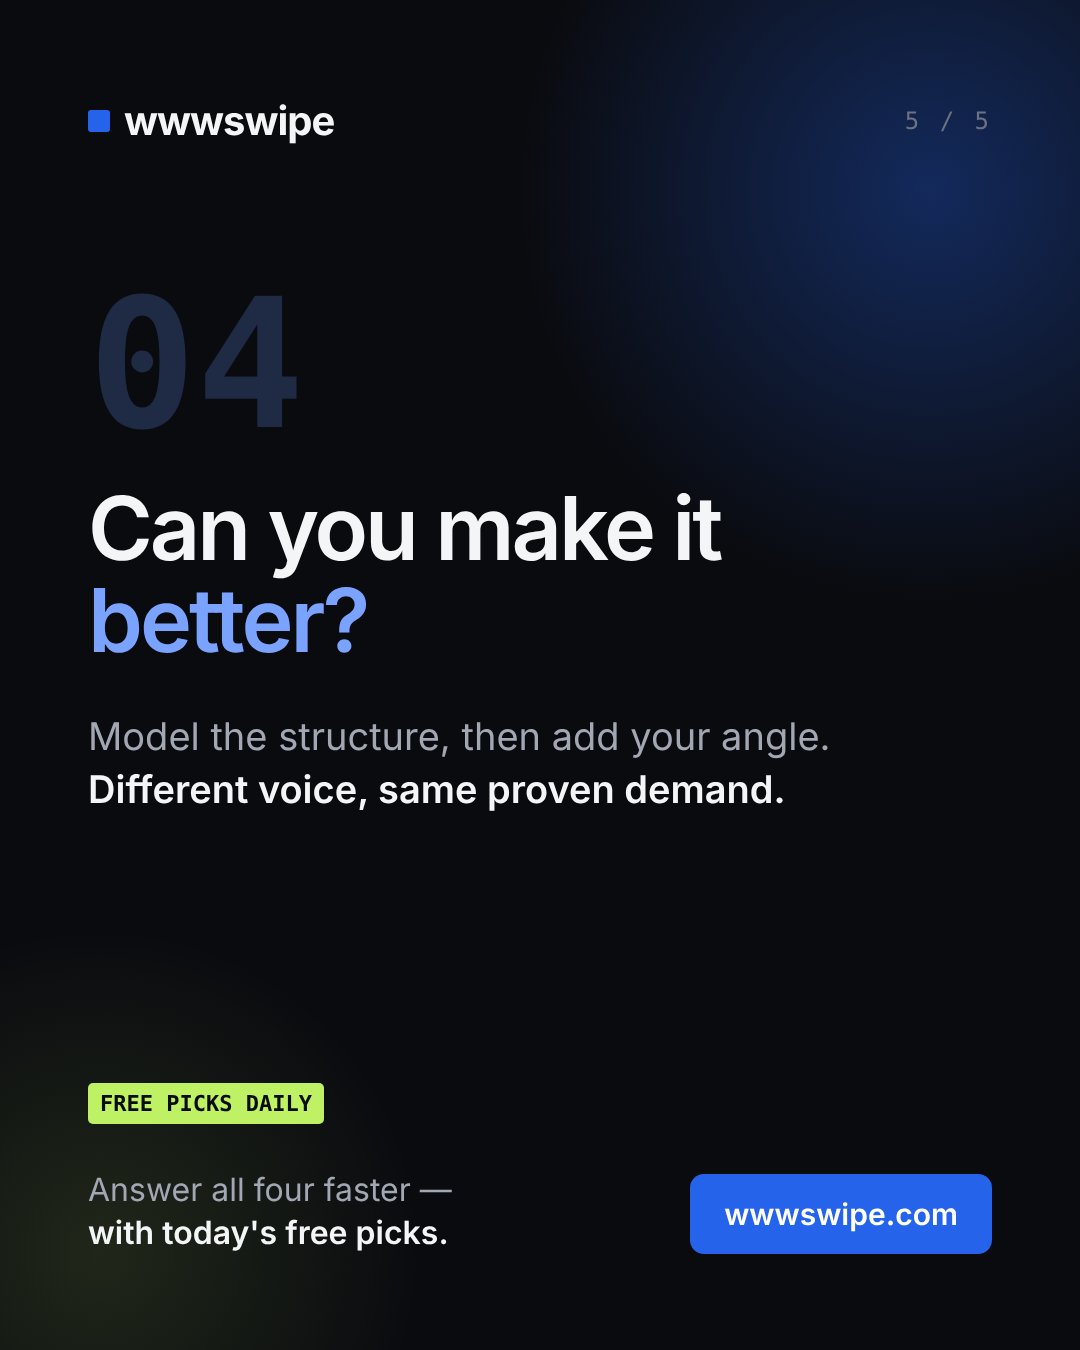 wwwswipe
5 / 5
04
Can you make it
better?
Model the structure, then add your angle.
Different voice, same proven demand.
FREE PICKS DAILY
Answer all four faster —
with today's free picks.
wwwswipe.com